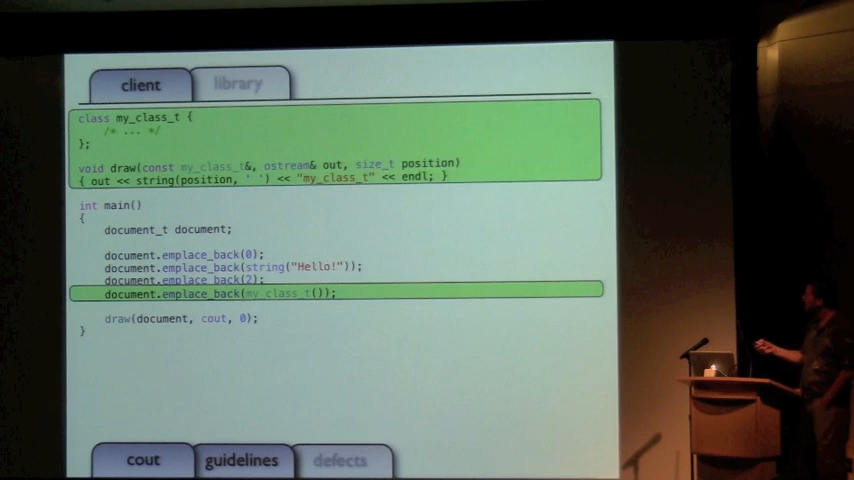 client library
class my_class_t {
/* ... */
};
void draw(const my_class_t&, ostream& out, size_t position)
{ out << string(position, ' ') << "my_class_t" << endl; }
int main()
{
document_t document;
document.emplace_back(0);
document.emplace_back(string("Hello!"));
document.emplace_back(2);
document.emplace_back(my_class_t());
draw(document, cout, 0);
}
cout guidelines defects